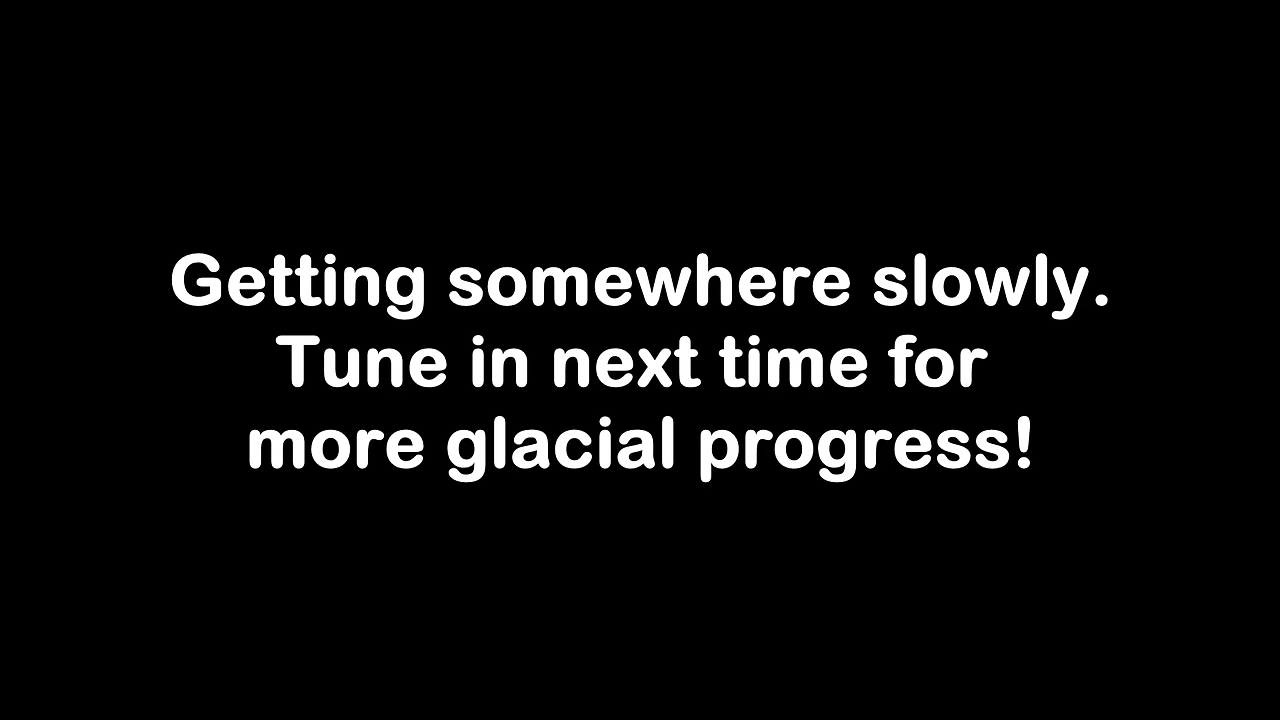 Getting somewhere slowly.
Tune in next time for
more glacial progress!